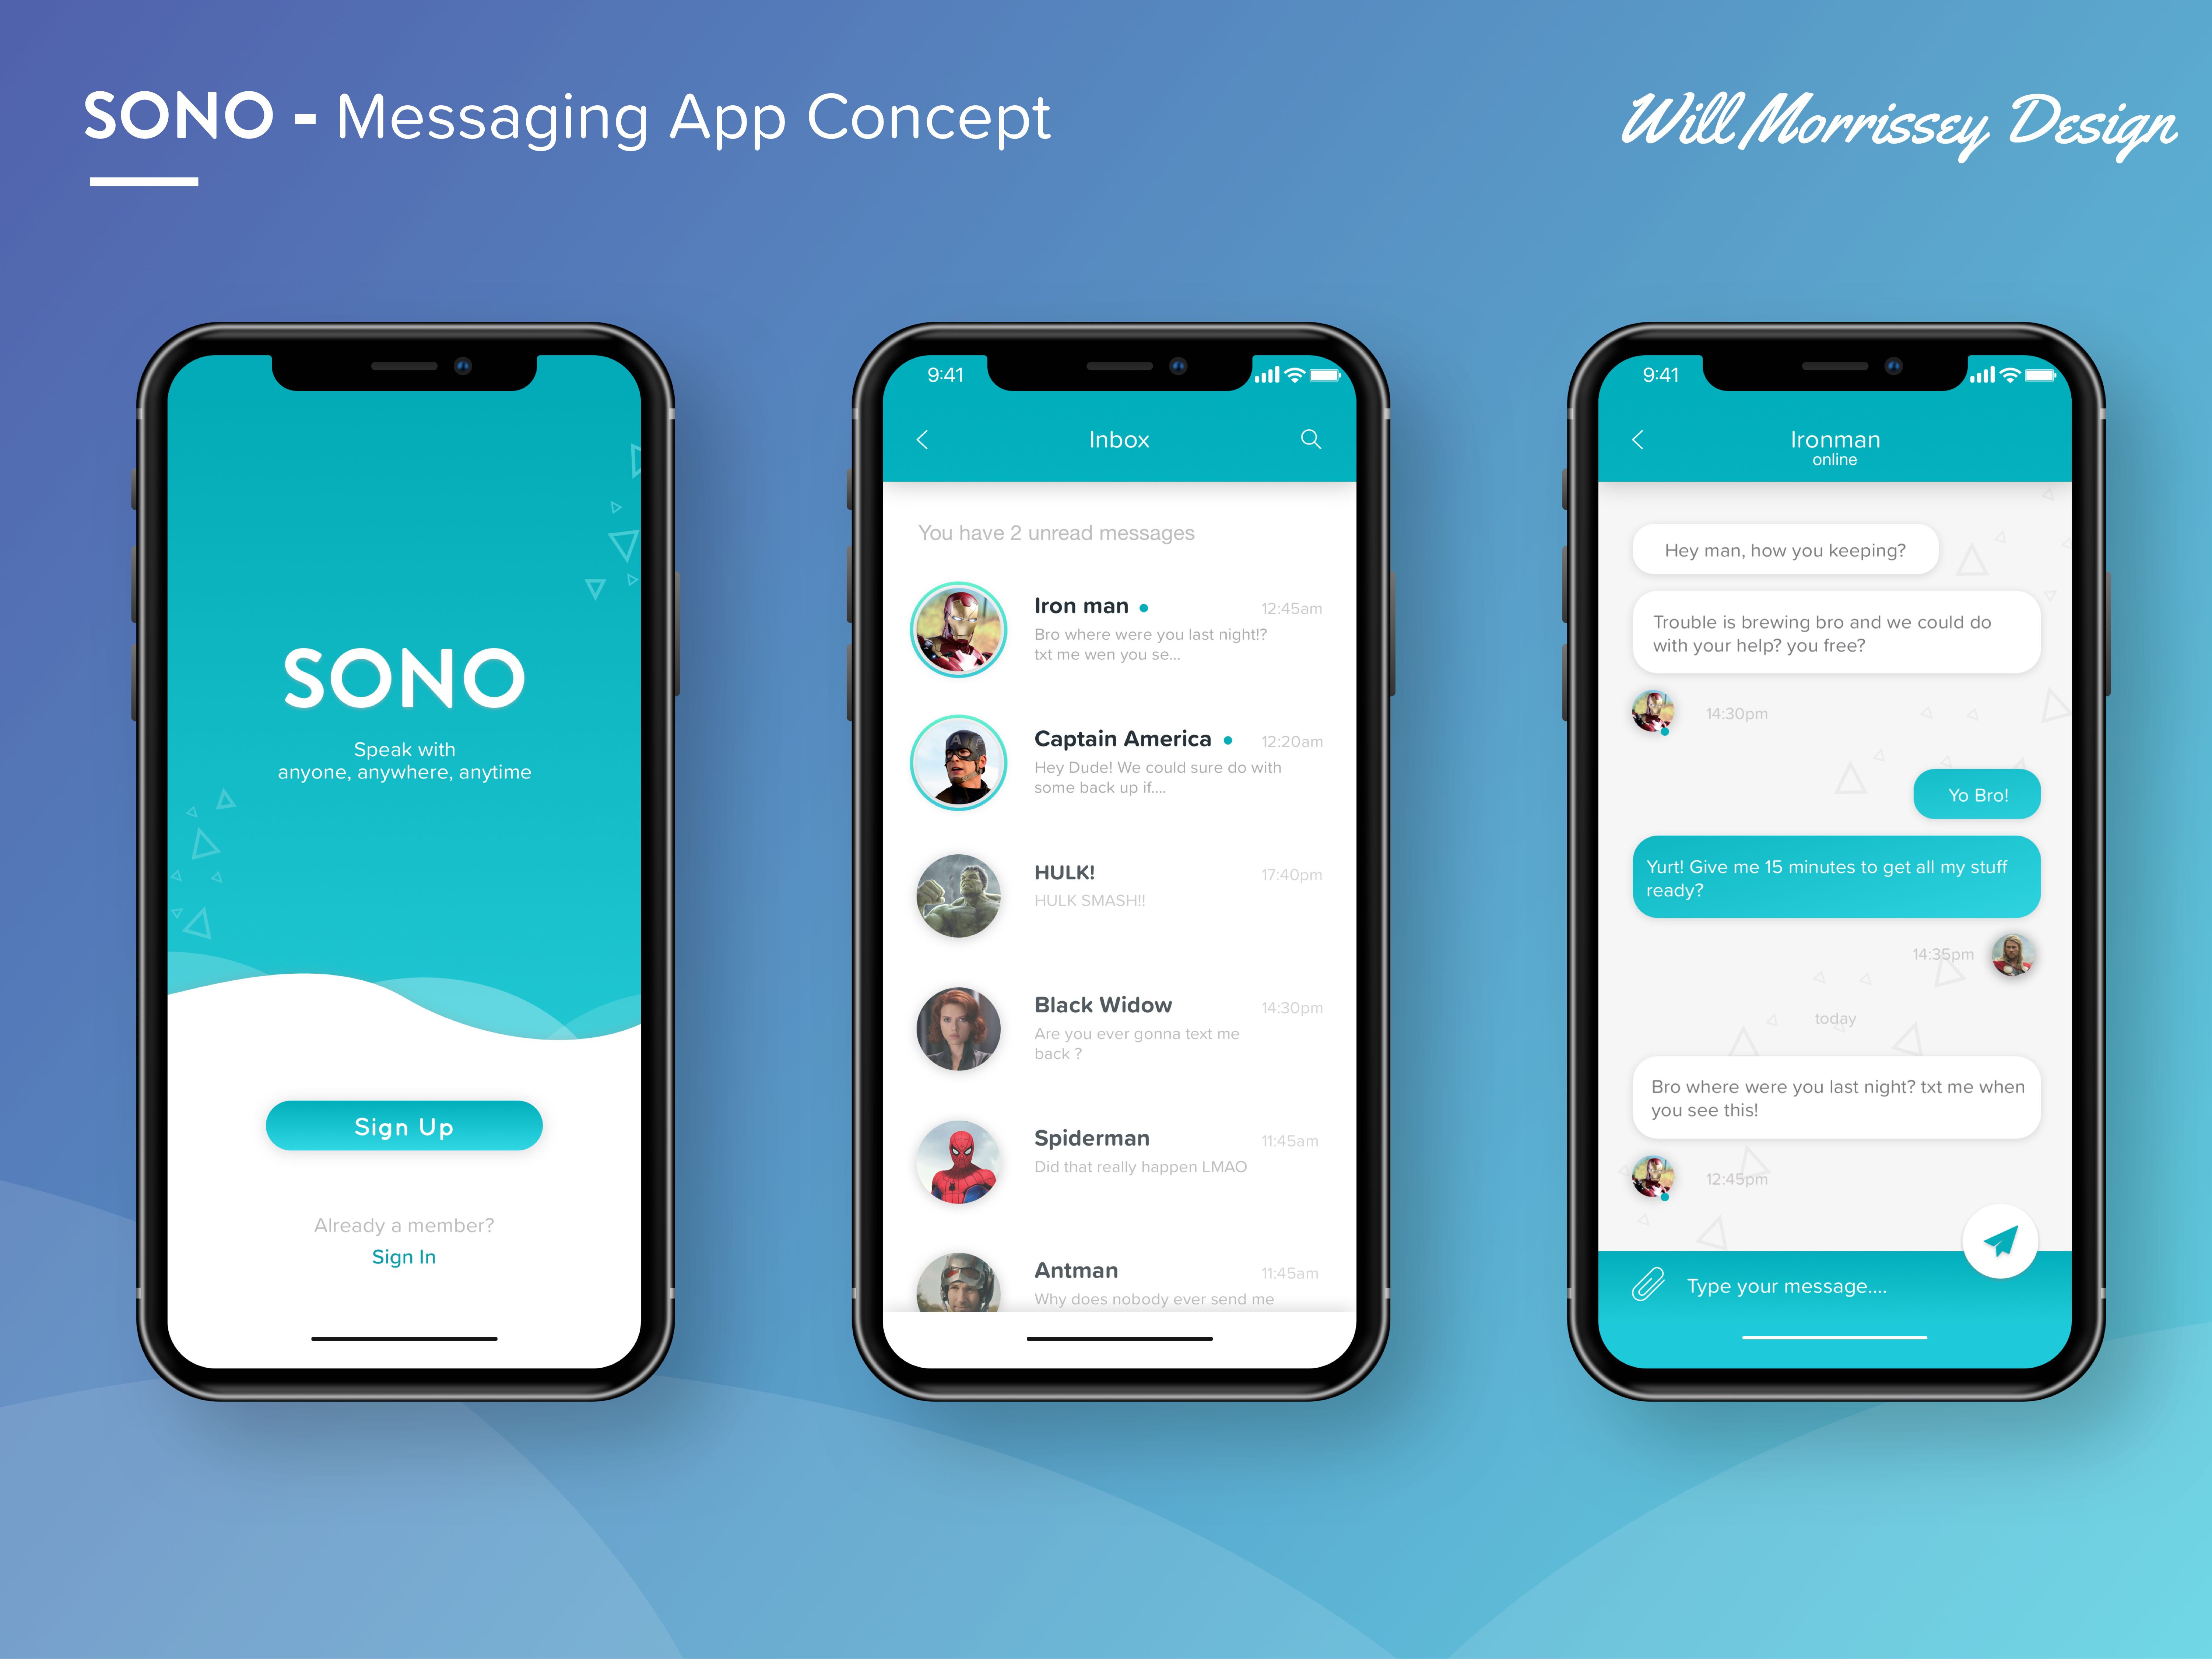 SONO - Messaging App Concept
Will Morrissey Design
SONO
Speak with
anyone, anywhere, anytime
Sign Up
Already a member?
Sign In
9:41
Inbox
You have 2 unread messages
Iron man
12:45am
Bro where were you last night!?
txt me wen you se...
Captain America
12:20am
Hey Dude! We could sure do with
some back up if....
HULK!
17:40pm
HULK SMASH!!
Black Widow
14:30pm
Are you ever gonna text me
back ?
Spiderman
11:45am
Did that really happen LMAO
Antman
11:45am
Why does nobody ever send me
9:41
Ironman
online
Hey man, how you keeping?
Trouble is brewing bro and we could do
with your help? you free?
14:30pm
Yo Bro!
Yurt! Give me 15 minutes to get all my stuff
ready?
14:35pm
today
Bro where were you last night? txt me when
you see this!
12:45pm
Type your message....